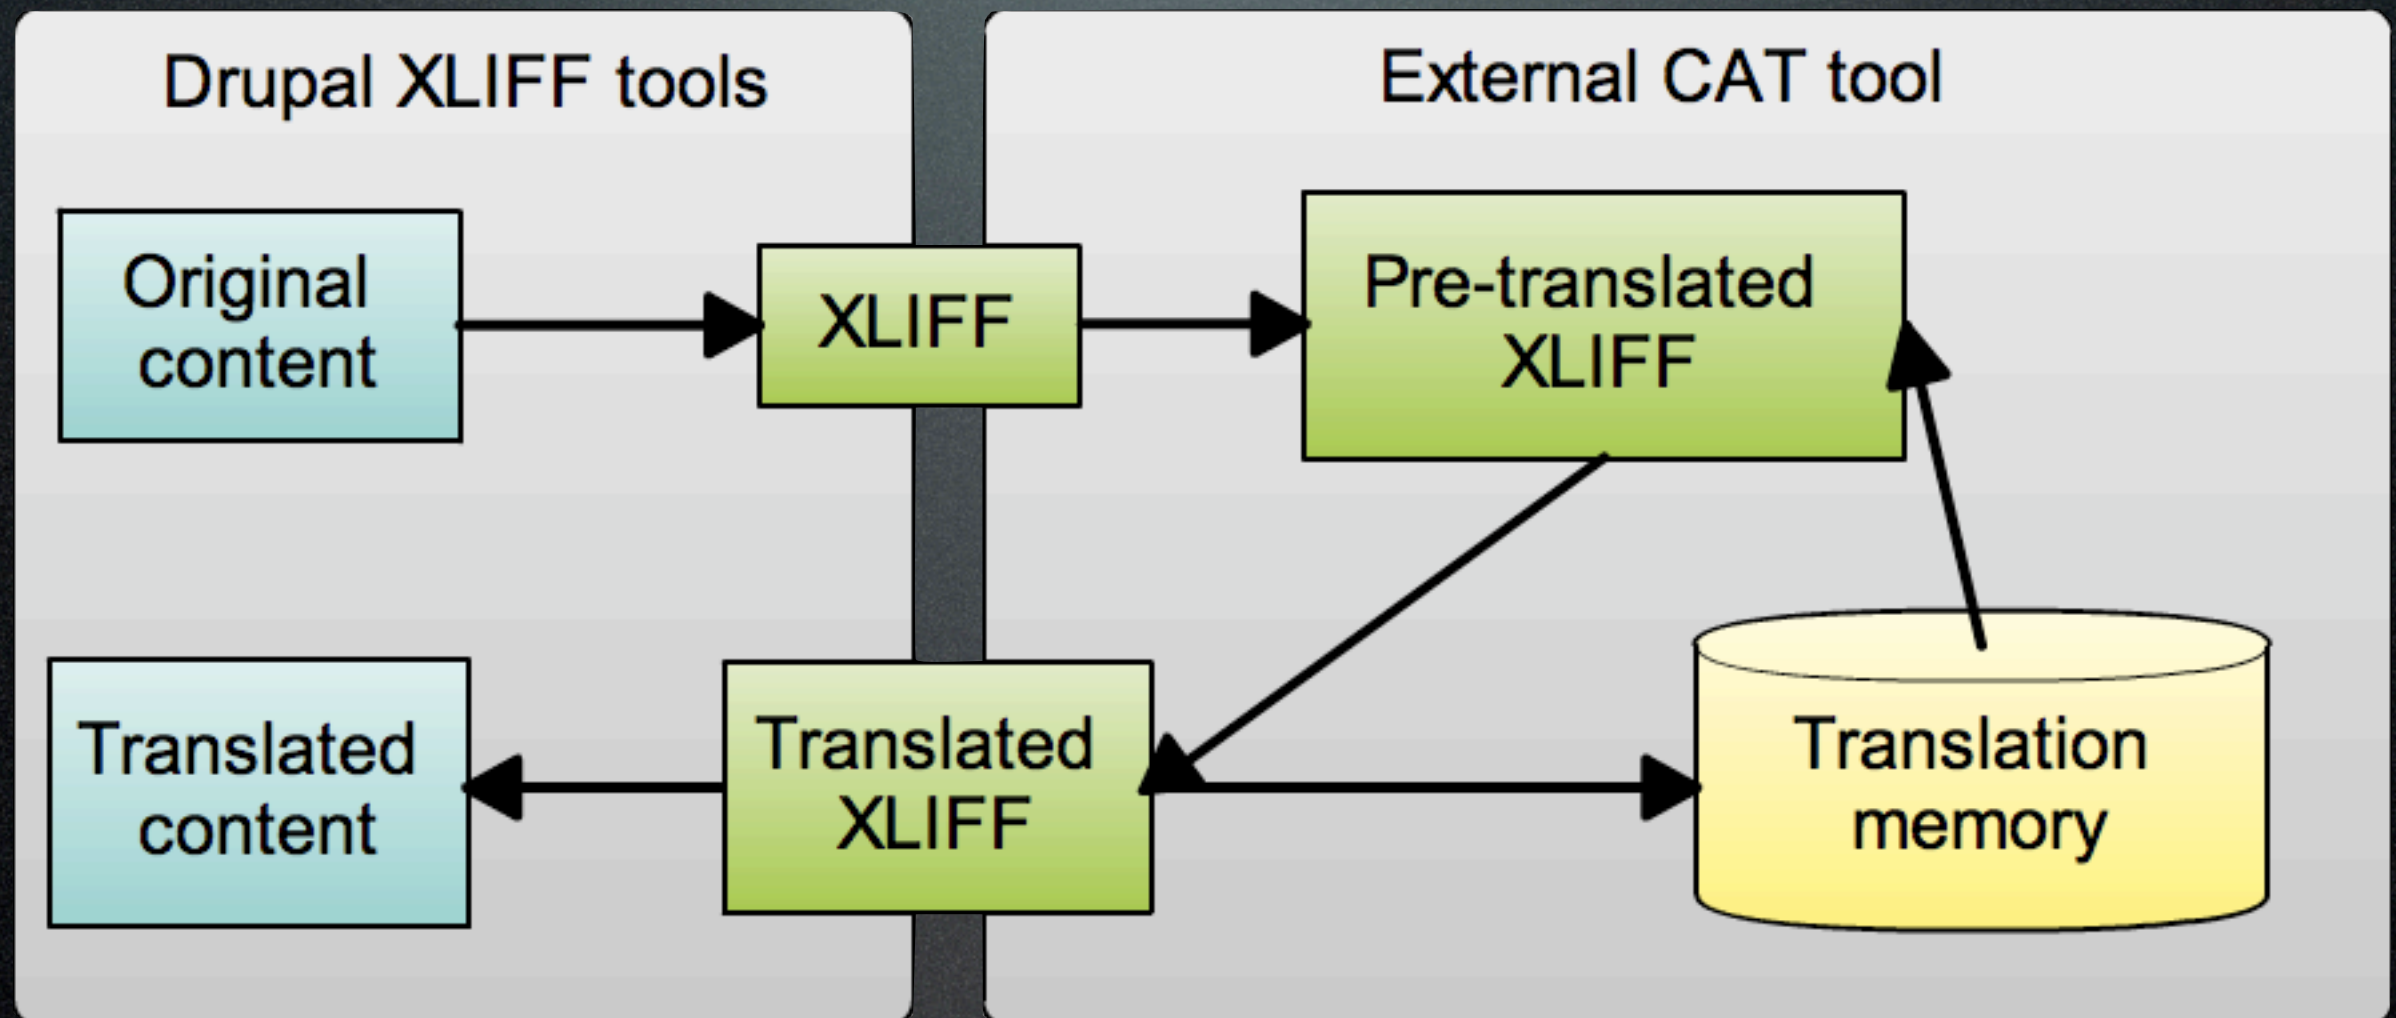 Drupal XLIFF tools
External CAT tool
Original
content
XLIFF
Pre-translated
XLIFF
Translated
content
Translated
XLIFF
Translation
memory